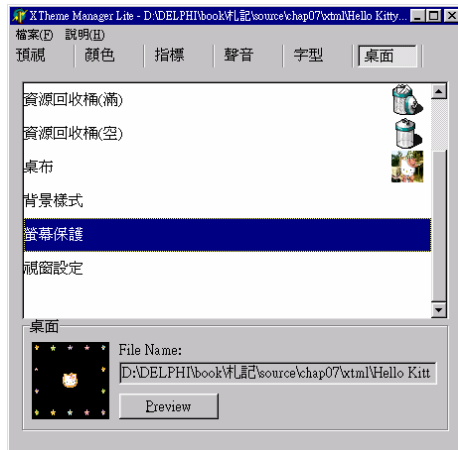 XTheme Manager Lite - D:\DELPHI\book\札記\source\chap07\xtml\Hello Kitty...
檔案(F) 說明(H)
預視 顏色 指標 聲音 字型 桌面
資源回收桶(滿)
資源回收桶(空)
桌布
背景樣式
螢幕保護
視窗設定
桌面
File Name:
D:\DELPHI\book\札記\source\chap07\xtml\Hello Kitt
Preview